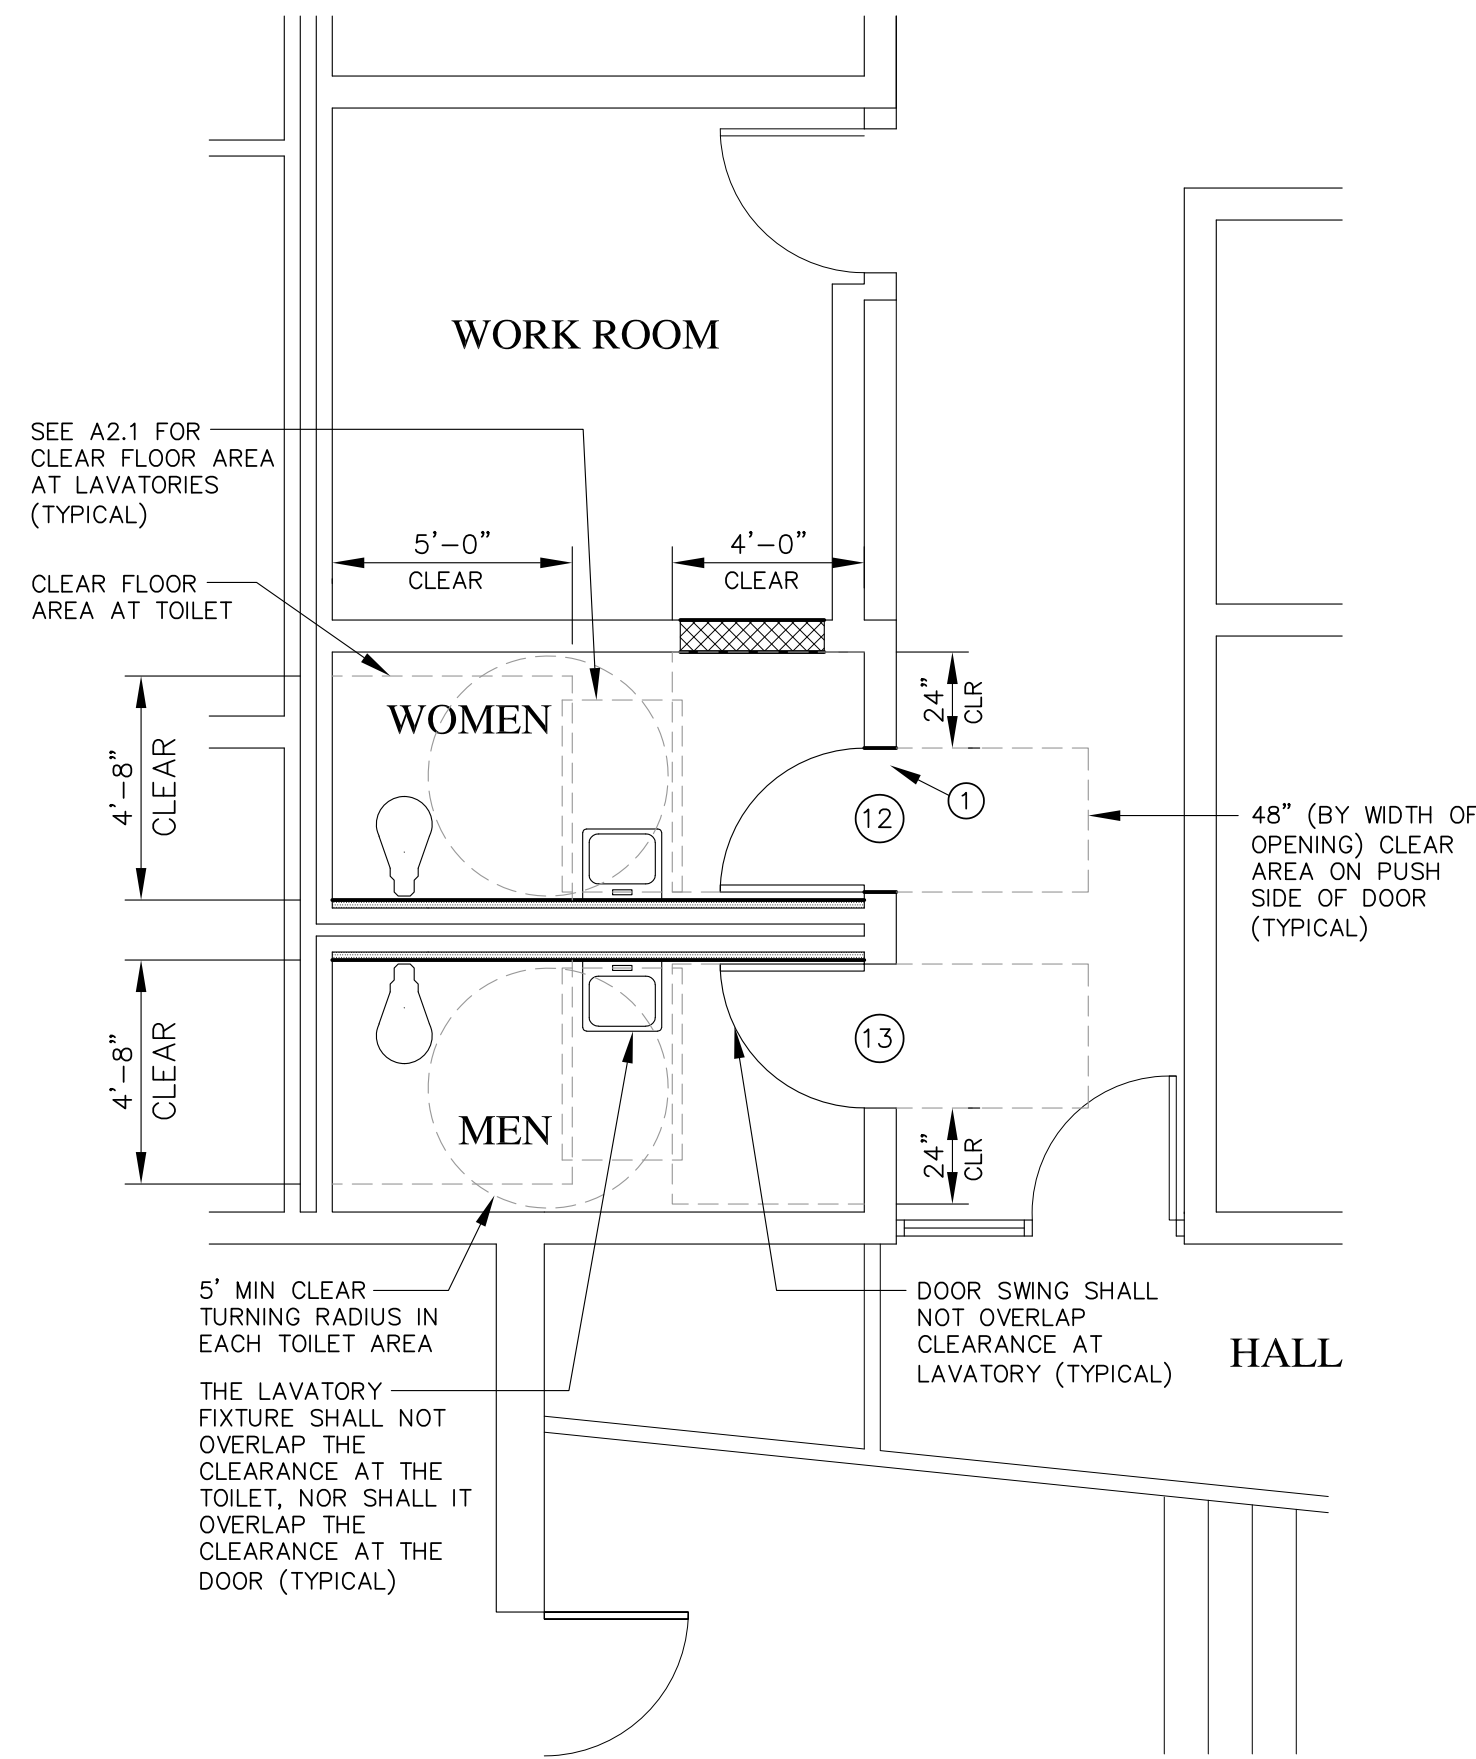 WORK ROOM
SEE A2.1 FOR
CLEAR FLOOR AREA
AT LAVATORIES
(TYPICAL)
5'-0"
CLEAR
4'-0"
CLEAR
CLEAR FLOOR
AREA AT TOILET
WOMEN
24"
CLR
4'-8"
CLEAR
1
12
48" (BY WIDTH OF
OPENING) CLEAR
AREA ON PUSH
SIDE OF DOOR
(TYPICAL)
4'-8"
CLEAR
13
MEN
24"
CLR
5' MIN CLEAR
TURNING RADIUS IN
EACH TOILET AREA
DOOR SWING SHALL
NOT OVERLAP
CLEARANCE AT
LAVATORY (TYPICAL)
HALL
THE LAVATORY
FIXTURE SHALL NOT
OVERLAP THE
CLEARANCE AT THE
TOILET, NOR SHALL IT
OVERLAP THE
CLEARANCE AT THE
DOOR (TYPICAL)